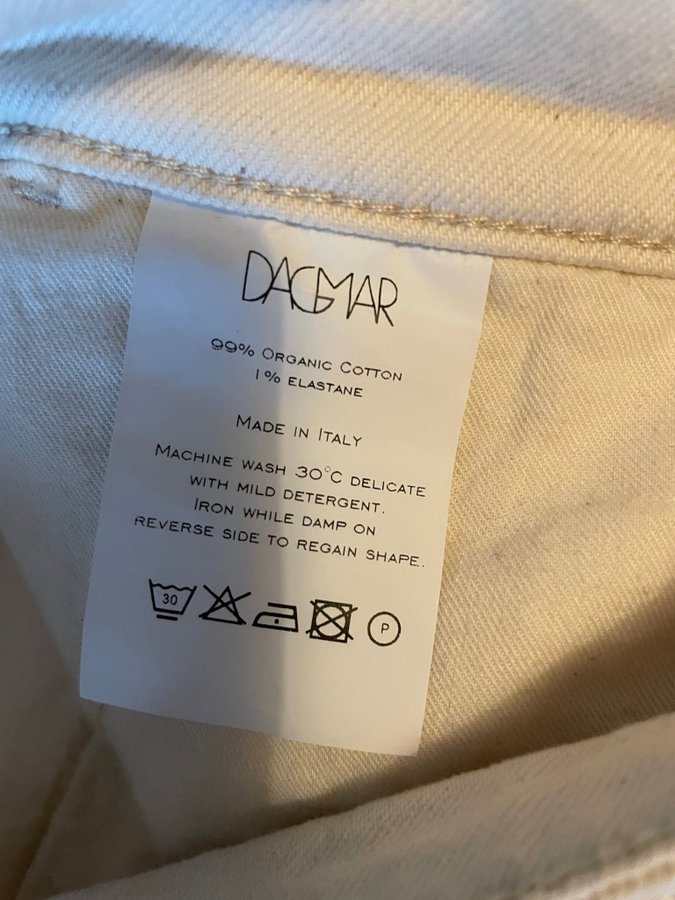 DAGMAR
99% ORGANIC COTTON
1% ELASTANE
MADE IN ITALY
MACHINE WASH 30°C DELICATE
WITH MILD DETERGENT.
IRON WHILE DAMP ON
REVERSE SIDE TO REGAIN SHAPE.
30 P